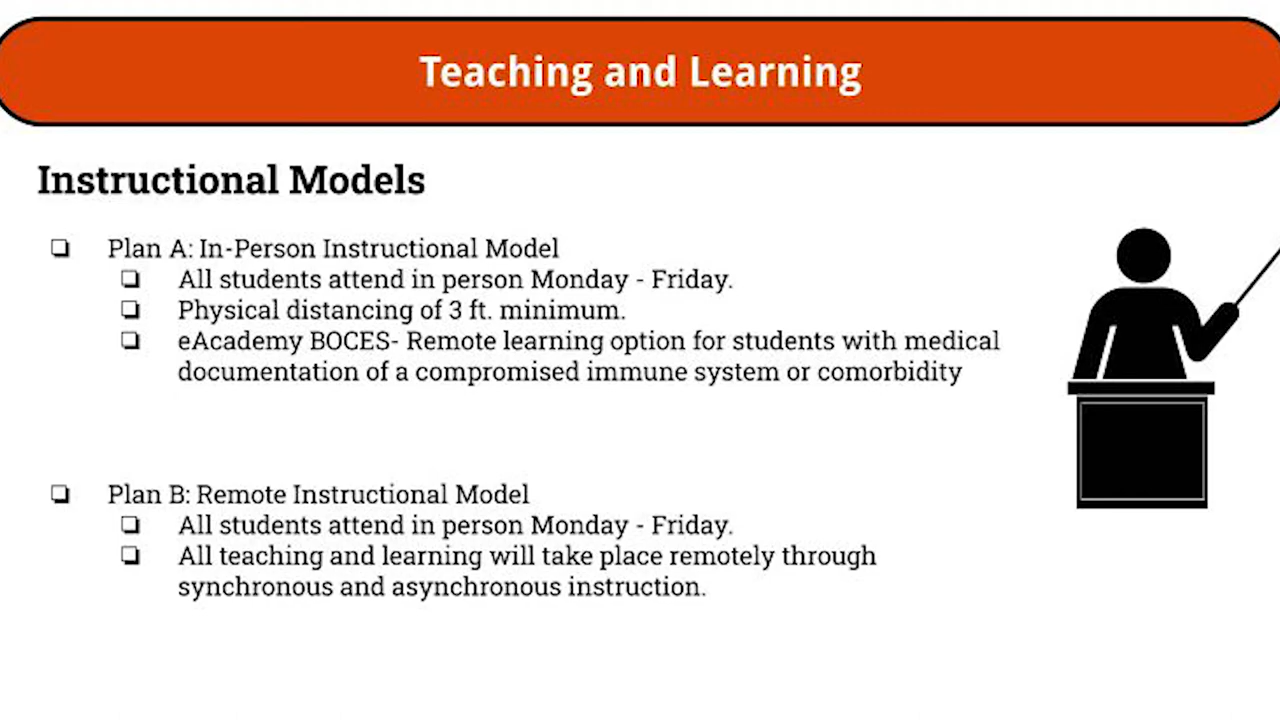 Teaching and Learning
Instructional Models
❏ Plan A: In-Person Instructional Model
❏ All students attend in person Monday - Friday.
❏ Physical distancing of 3 ft. minimum.
❏ eAcademy BOCES- Remote learning option for students with medical
documentation of a compromised immune system or comorbidity
❏ Plan B: Remote Instructional Model
❏ All students attend in person Monday - Friday.
❏ All teaching and learning will take place remotely through
synchronous and asynchronous instruction.